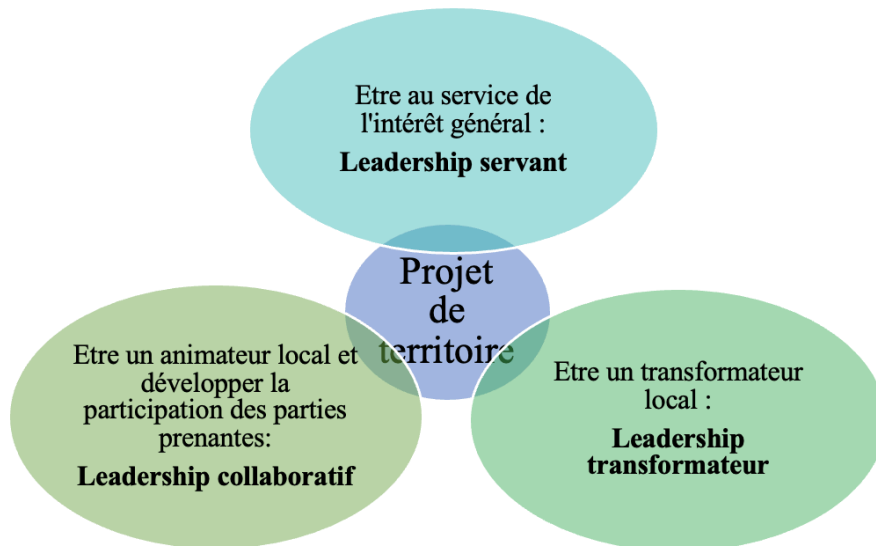 Etre au service de
l'intérêt général :
Leadership servant
Projet
de
territoire
Etre un animateur local et
développer la
participation des parties
prenantes:
Leadership collaboratif
Etre un transformateur
local :
Leadership
transformateur